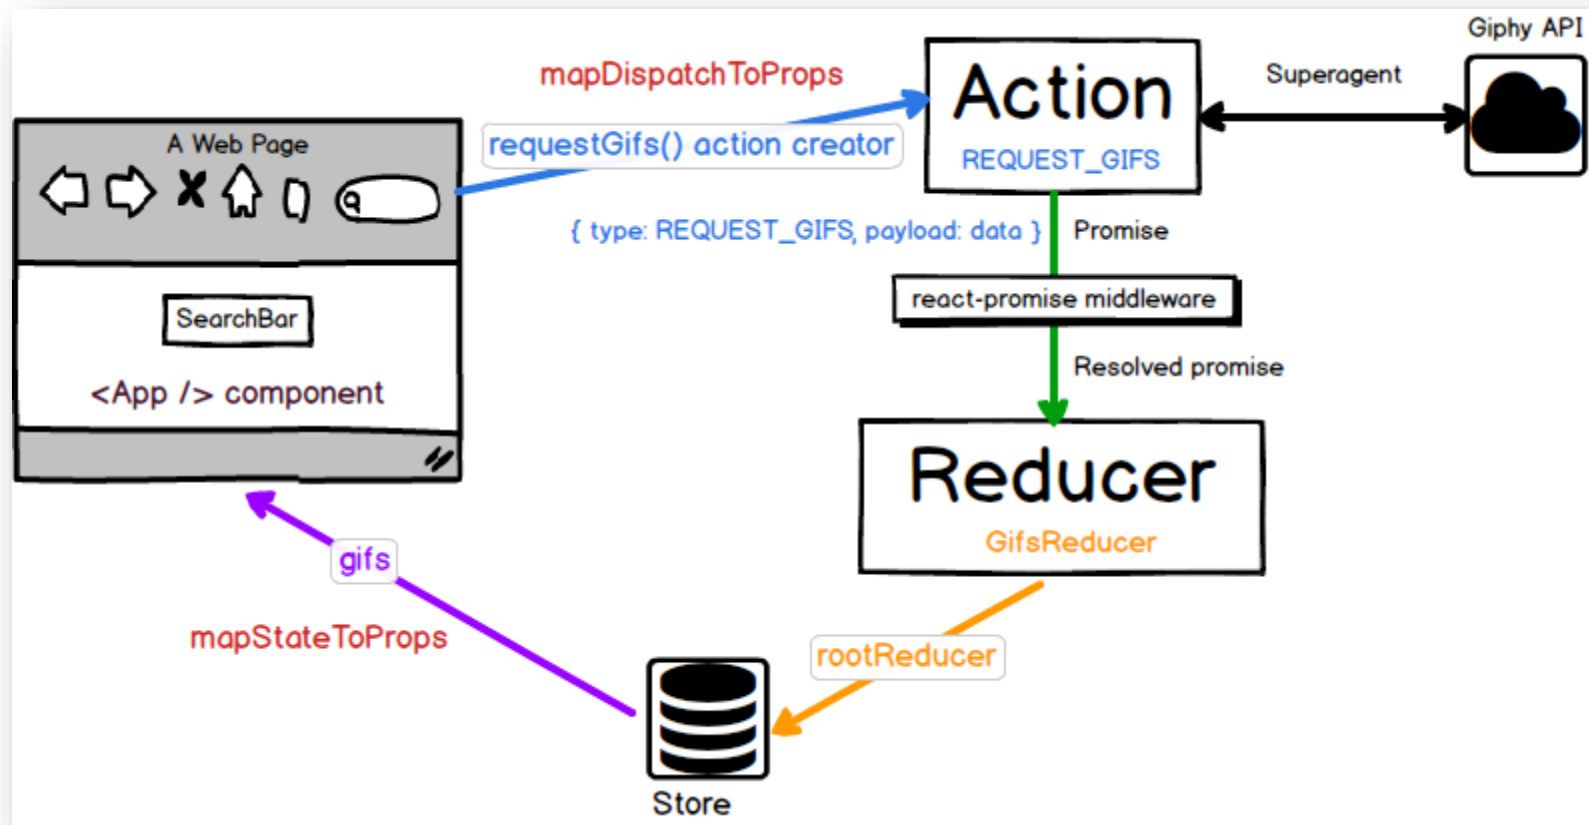 Giphy API
mapDispatchToProps
Action
Superagent
A Web Page
requestGifs() action creator
REQUEST_GIFS
{ type: REQUEST_GIFS, payload: data }
Promise
react-promise middleware
SearchBar
Resolved promise
<App /> component
Reducer
GifsReducer
gifs
mapStateToProps
rootReducer
Store